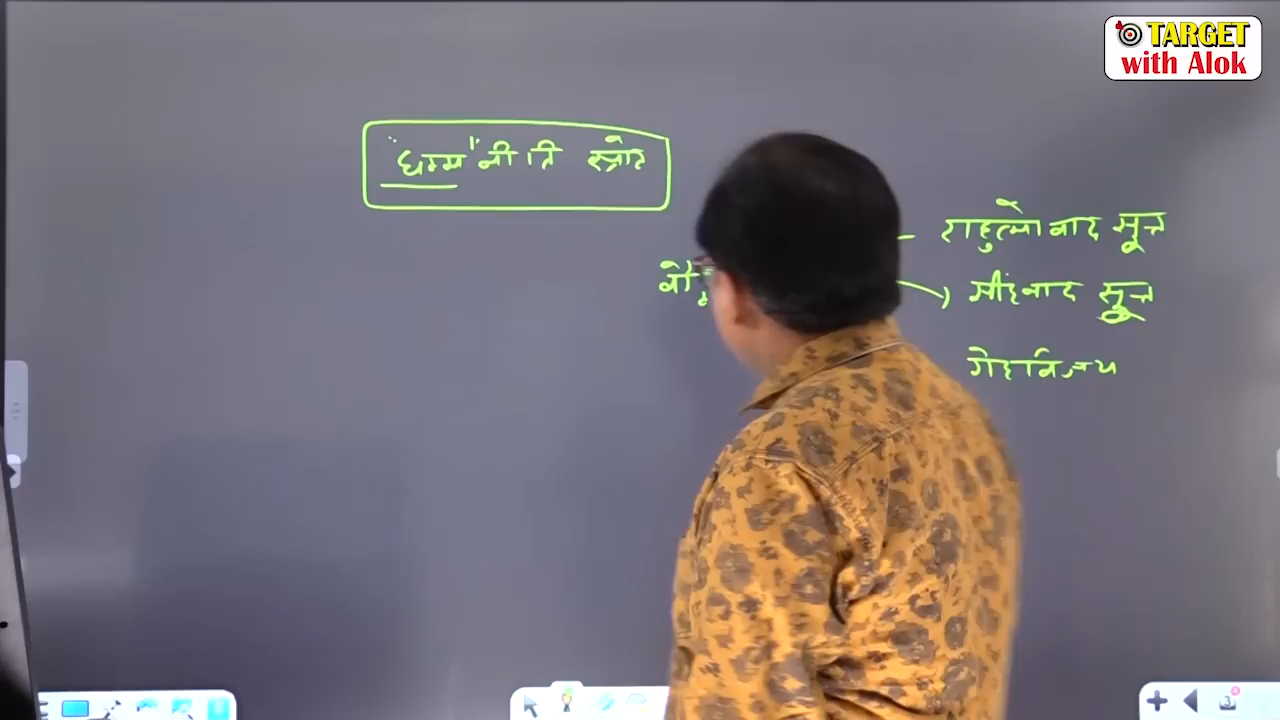 TARGET
with Alok
"धम्म" नीति स्त्रोत
राहुलोवाद सूत्त
सीहनाद सूत्त
गेहविजय